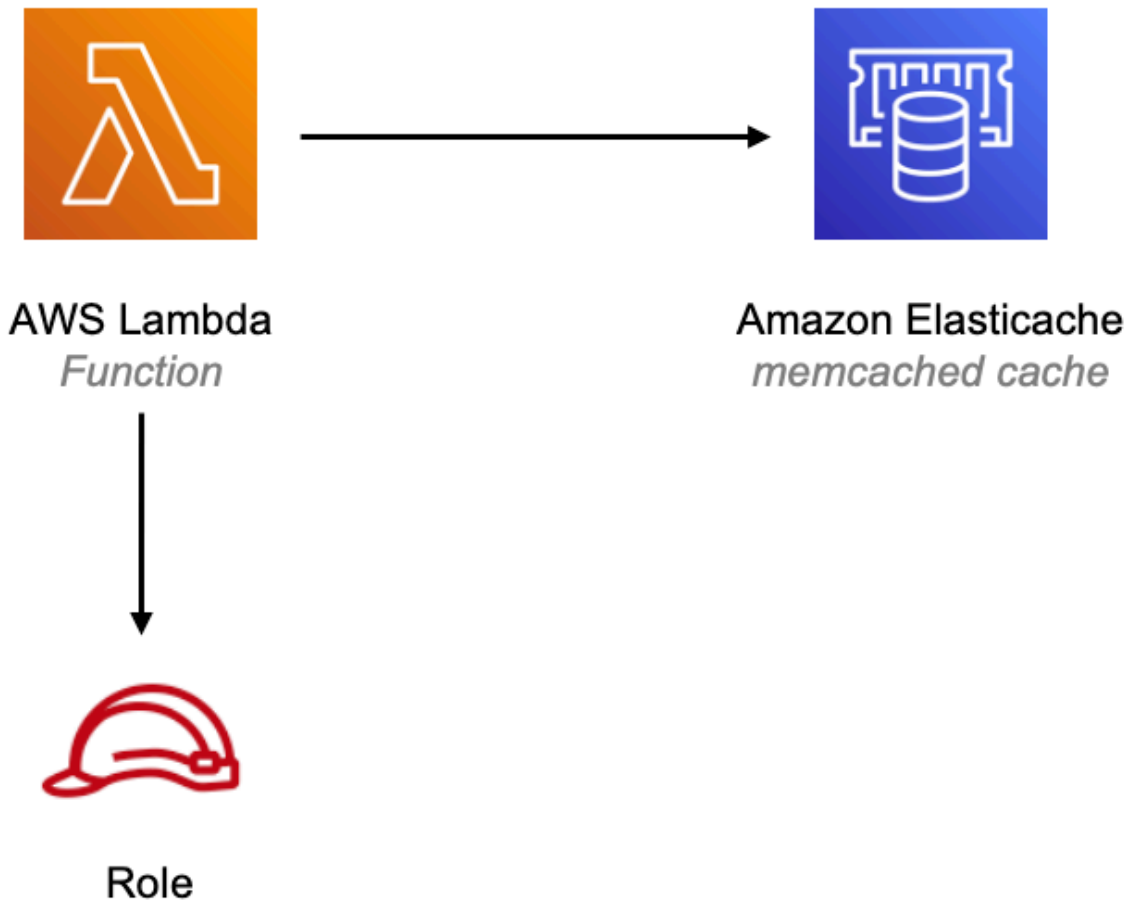 AWS Lambda
Function
Amazon Elasticache
memcached cache
Role